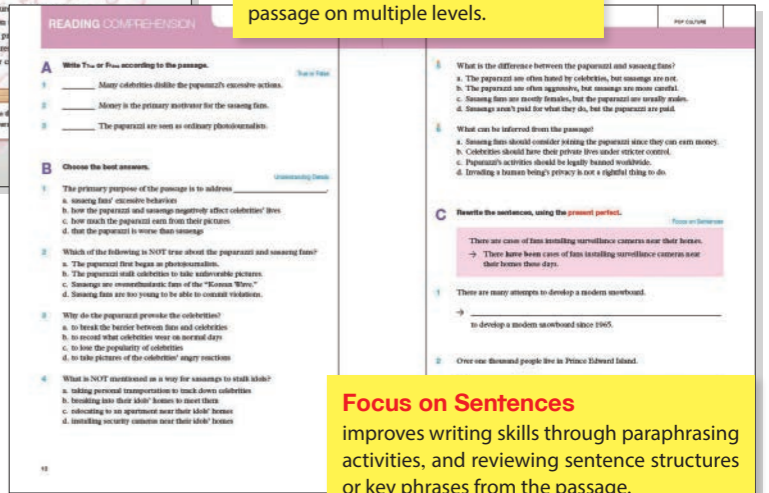 passage on multiple levels.
READING COMPREHENSION
POP CULTURE
A Write True or False according to the passage.
True or False
1 ________ Many celebrities dislike the paparazzi's excessive actions.
2 ________ Money is the primary motivator for the sasaeng fans.
3 ________ The paparazzi are seen as ordinary photojournalists.
B Choose the best answers.
Understanding Details
1 The primary purpose of the passage is to address ________________.
a. sasaeng fans' excessive behaviors
b. how the paparazzi and sasaengs negatively affect celebrities' lives
c. how much the paparazzi earn from their pictures
d. that the paparazzi is worse than sasaengs
2 Which of the following is NOT true about the paparazzi and sasaeng fans?
a. The paparazzi first began as photojournalists.
b. The paparazzi stalk celebrities to take unfavorable pictures.
c. Sasaengs are overenthusiastic fans of the "Korean Wave."
d. Sasaeng fans are too young to be able to commit violations.
3 Why do the paparazzi provoke the celebrities?
a. to break the barrier between fans and celebrities
b. to record what celebrities wear on normal days
c. to lose the popularity of celebrities
d. to take pictures of the celebrities' angry reactions
4 What is NOT mentioned as a way for sasaengs to stalk idols?
a. taking personal transportation to track down celebrities
b. breaking into their idols' homes to meet them
c. relocating to an apartment near their idols' homes
d. installing security cameras near their idols' homes
12
5 What is the difference between the paparazzi and sasaeng fans?
a. The paparazzi are often hated by celebrities, but sasaengs are not.
b. The paparazzi are often aggressive, but sasaengs are more careful.
c. Sasaeng fans are mostly females, but the paparazzi are usually males.
d. Sasaengs aren't paid for what they do, but the paparazzi are paid.
6 What can be inferred from the passage?
a. Sasaeng fans should consider joining the paparazzi since they can earn money.
b. Celebrities should have their private lives under stricter control.
c. Paparazzi's activities should be legally banned worldwide.
d. Invading a human being's privacy is not a rightful thing to do.
C Rewrite the sentences, using the present perfect.
Focus on Sentences
There are cases of fans installing surveillance cameras near their homes.
→ There have been cases of fans installing surveillance cameras near
their homes these days.
1 There are many attempts to develop a modern snowboard.
→ ________________
to develop a modern snowboard since 1965.
2 Over one thousand people live in Prince Edward Island.
Focus on Sentences
improves writing skills through paraphrasing
activities, and reviewing sentence structures
or key phrases from the passage.